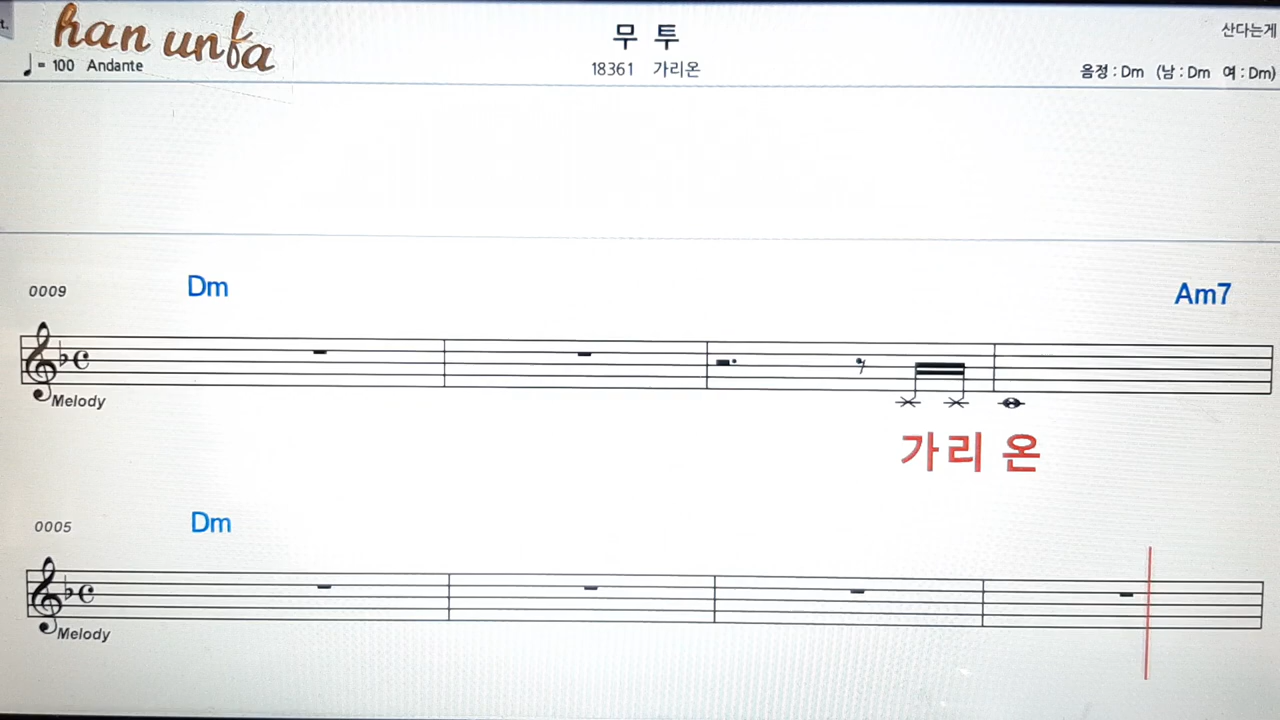 t.
han unfa
= 100 Andante
무 투
18361 가리온
산다는게
음정 : Dm (남 : Dm 여 : Dm)
0009 Dm Am7
Melody
가리 온
0005 Dm
Melody